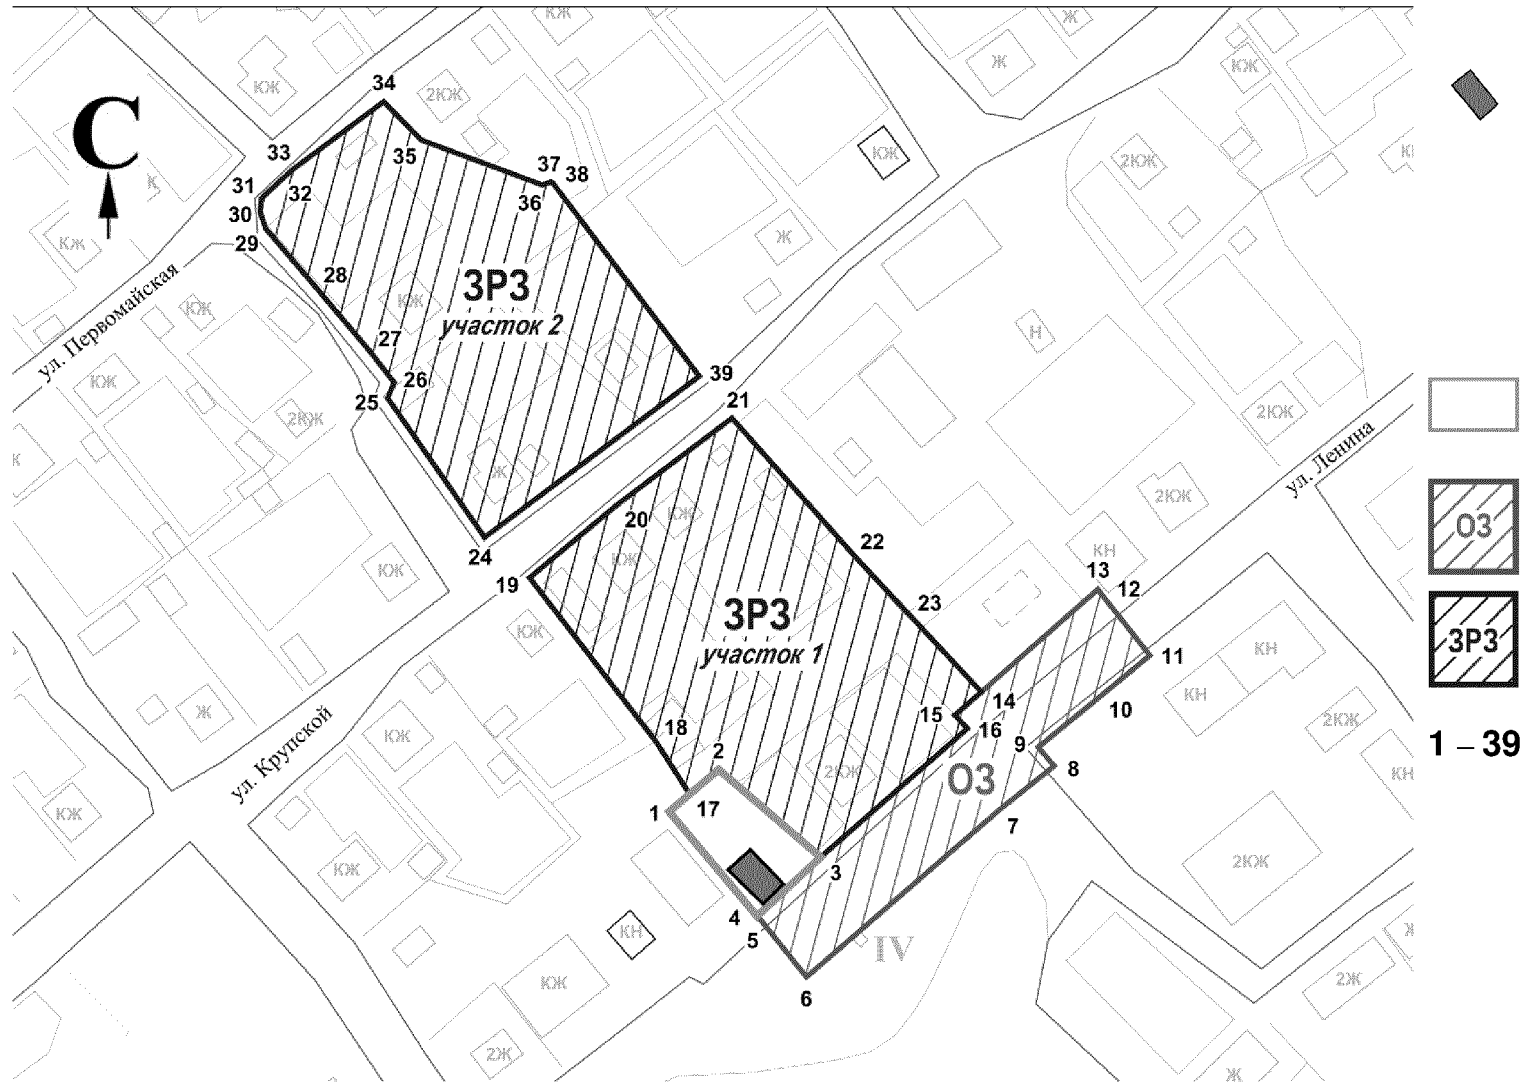 КЖ
Ж
34
КЖ
2КЖ
Ж
КЖ
С
33
35
37
38
КЖ
2КЖ
31
32
36
30
29
КЖ
Ж
28
ЗРЗ
участок 2
КЖ
КЖ
ул. Первомайская
27
Н
26
39
КЖ
25
21
2КЖ
2КЖ
ул. Ленина
Ж
2КЖ
20
КЖ
ОЗ
22
24
КН
КЖ
КЖ
19
13
12
23
ЗРЗ
участок 1
КЖ
ЗРЗ
КН
11
КН
14
10
15
16
Ж
18
2КЖ
КЖ
9
1 – 39
2
8
ул. Крупской
2КЖ
ОЗ
КН
1
17
7
КЖ
2КЖ
КЖ
3
4
КН
5
IV
КЖ
2Ж
6
2Ж
Ж